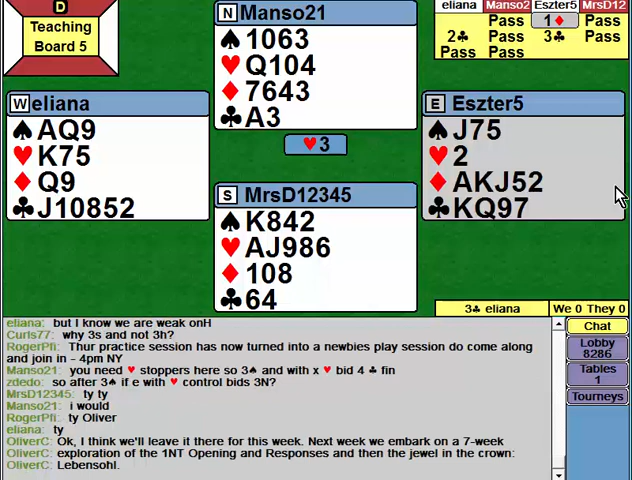 D
Teaching
Board 5
N Manso21
♠ 1063
♥ Q104
♦ 7643
♣ A3
eliana Manso2 Eszter5 MrsD12
Pass 1♦ Pass
2♣ Pass 3♣ Pass
Pass Pass
W eliana
♠ AQ9
♥ K75
♦ Q9
♣ J10852
♥ 3
E Eszter5
♠ J75
♥ 2
♦ AKJ52
♣ KQ97
S MrsD12345
♠ K842
♥ AJ986
♦ 108
♣ 64
3♣ eliana We 0 They 0
eliana: but I know we are weak onH
Curls77: why 3s and not 3h?
RogerPfi: Thur practice session has now turned into a newbies play session do come along
and join in - 4pm NY
Manso21: you need ♥ stoppers here so 3♠ and with x ♥ bid 4 ♣ fin
zdedo: so after 3♠ if e with ♥ control bids 3N?
MrsD12345: ty ty
Manso21: i would
RogerPfi: ty Oliver
eliana: ty
OliverC: Ok, I think we'll leave it there for this week. Next week we embark on a 7-week
OliverC: exploration of the 1NT Opening and Responses and then the jewel in the crown:
OliverC: Lebensohl.
Chat
Lobby
8286
Tables
1
Tourneys